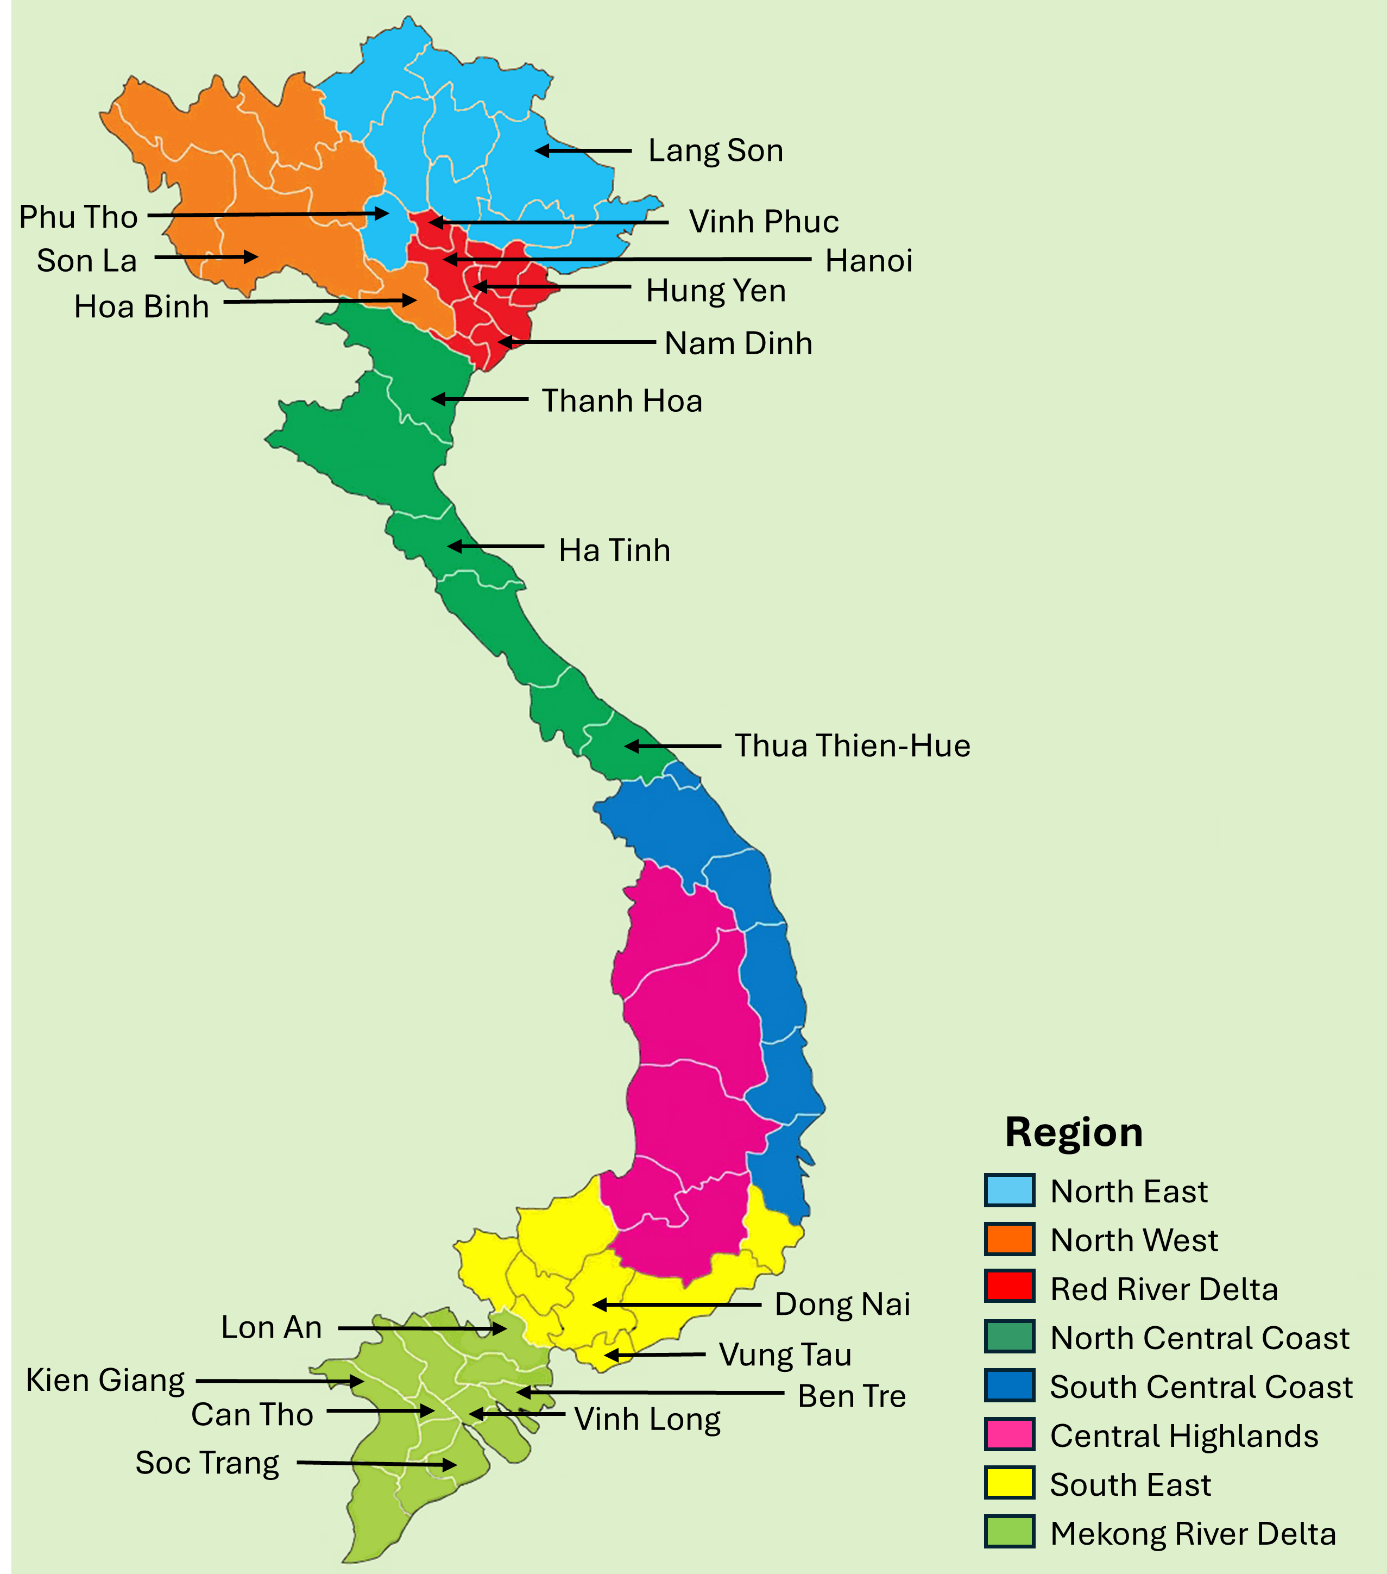 Lang Son
Phu Tho
Vinh Phuc
Son La
Hanoi
Hung Yen
Hoa Binh
Nam Dinh
Thanh Hoa
Ha Tinh
Thua Thien-Hue
Dong Nai
Lon An
Vung Tau
Kien Giang
Ben Tre
Can Tho
Vinh Long
Soc Trang
Region
North East
North West
Red River Delta
North Central Coast
South Central Coast
Central Highlands
South East
Mekong River Delta